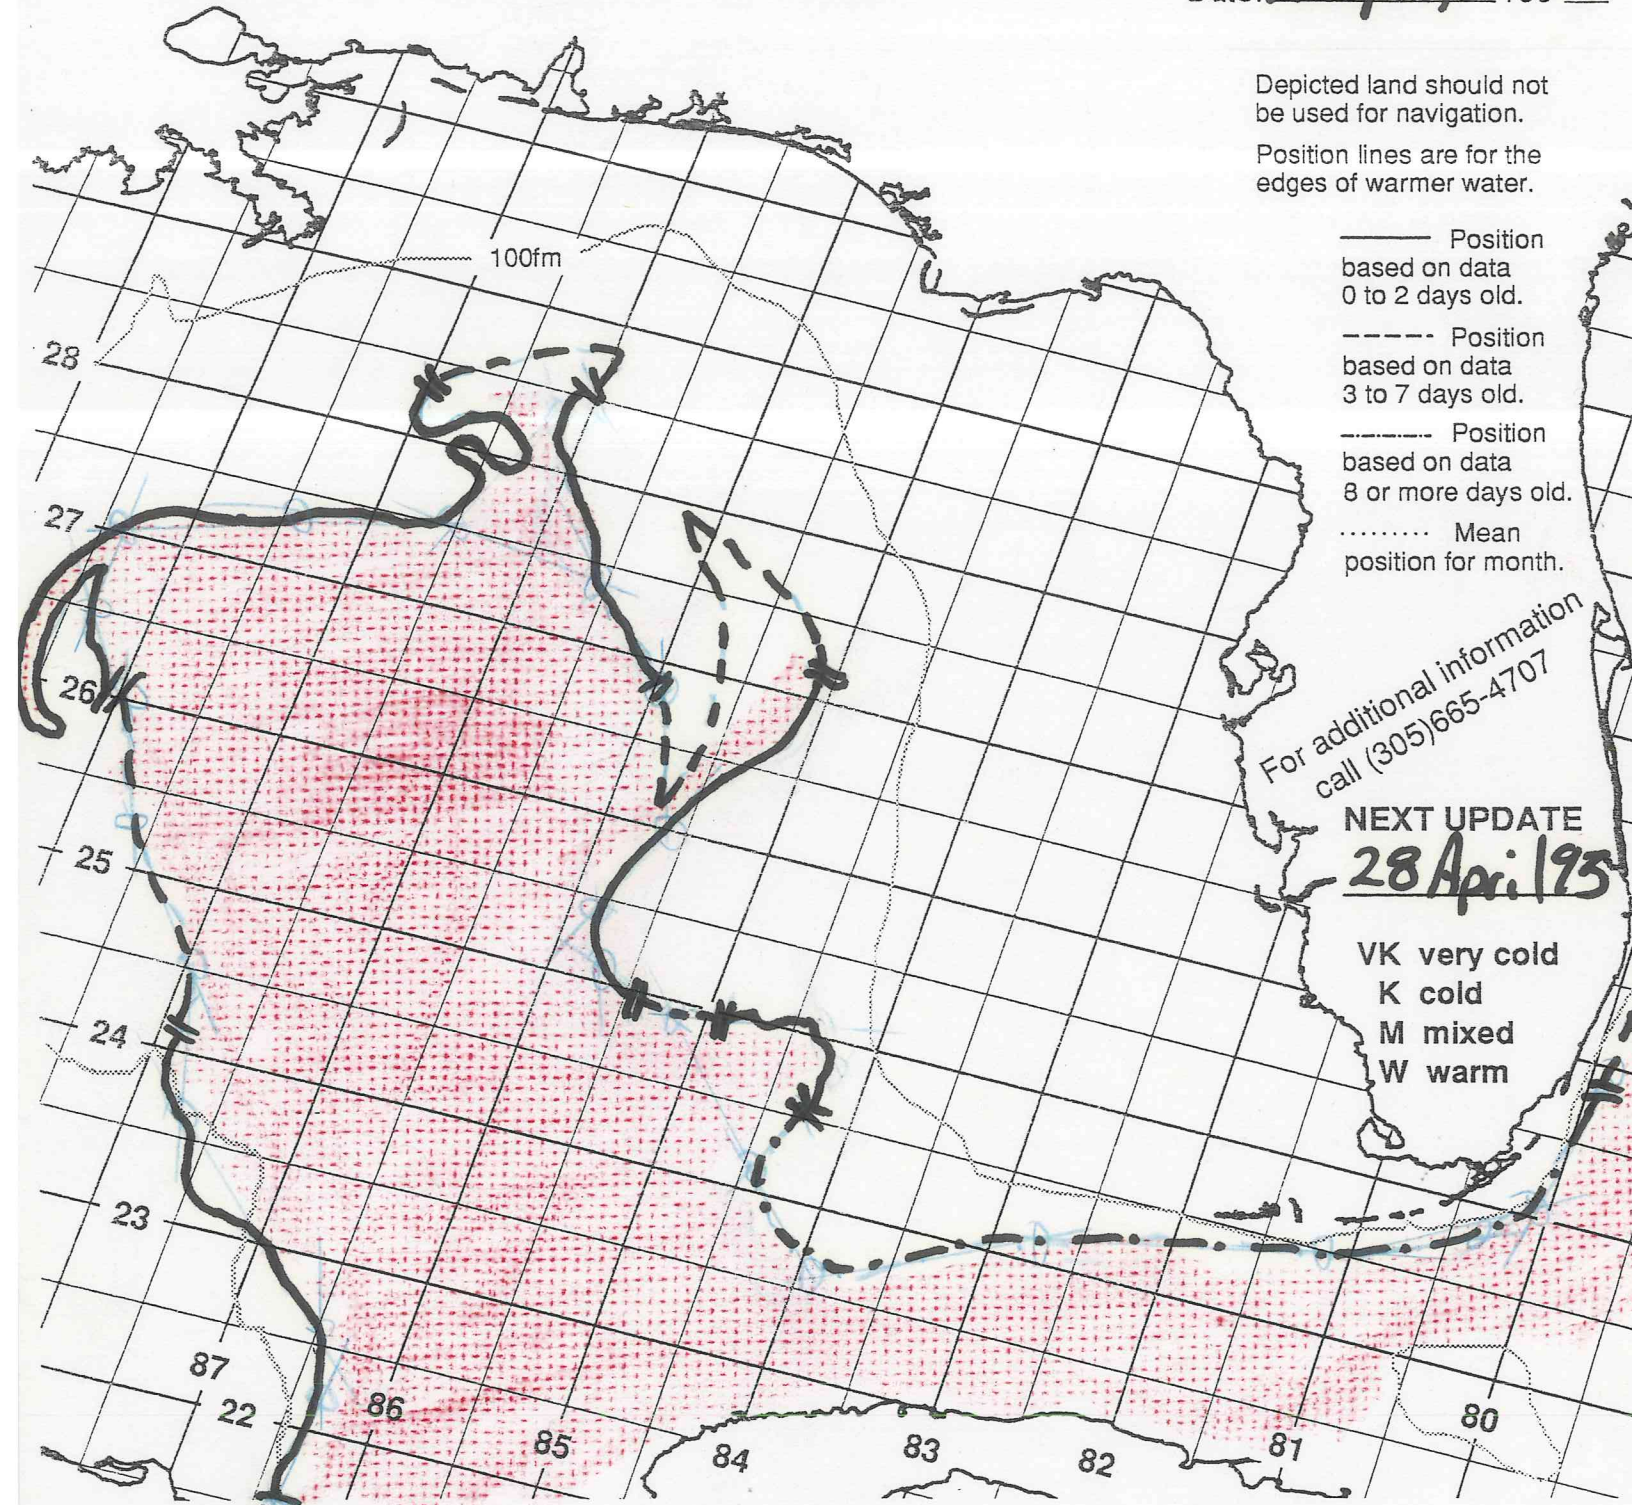 Depicted land should not
be used for navigation.
Position lines are for the
edges of warmer water.
Position
based on data
0 to 2 days old.
Position
based on data
3 to 7 days old.
Position
based on data
8 or more days old.
Mean
position for month.
For additional information
call (305)665-4707
NEXT UPDATE
28 April 93
VK very cold
K cold
M mixed
W warm
100fm
28
27
26
25
24
23
87
22
86
85
84
83
82
81
80